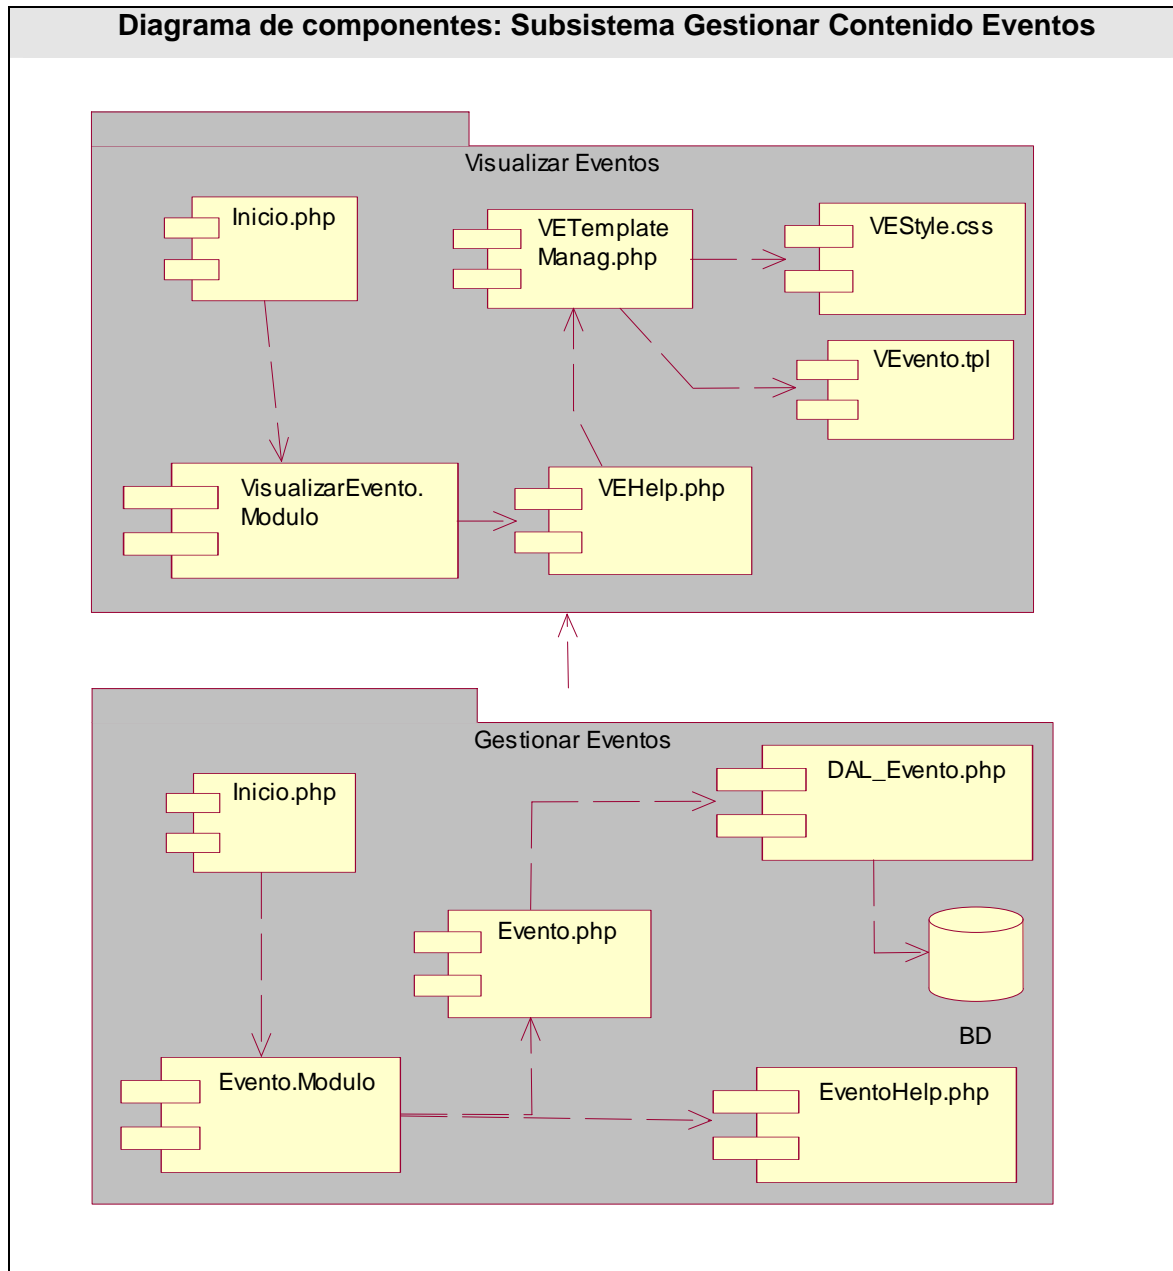 Diagrama de componentes: Subsistema Gestionar Contenido Eventos
Visualizar Eventos
Inicio.php
VETemplate
Manag.php
VEStyle.css
VEvento.tpl
VisualizarEvento.
Modulo
VEHelp.php
Gestionar Eventos
Inicio.php
DAL_Evento.php
Evento.php
BD
Evento.Modulo
EventoHelp.php